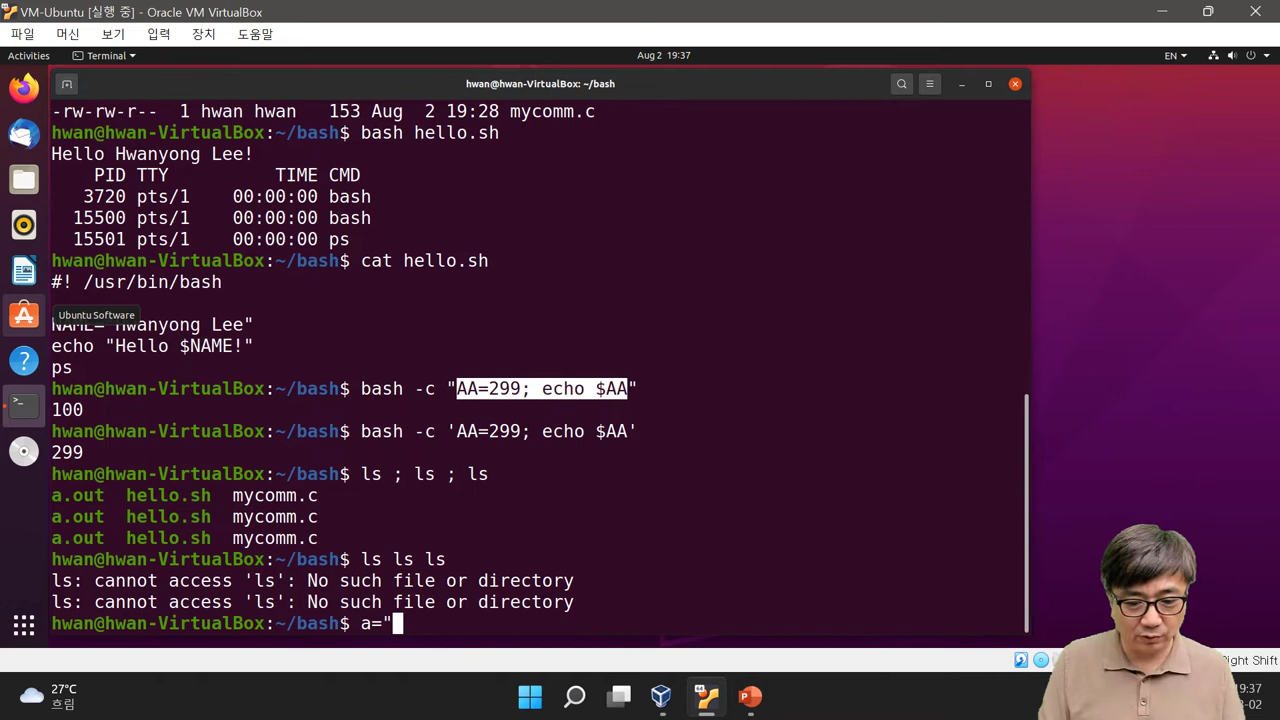 VM-Ubuntu [실행 중] - Oracle VM VirtualBox
파일 머신 보기 입력 장치 도움말
Activities Terminal Aug 2 19:37 EN
hwan@hwan-VirtualBox: ~/bash
-rw-rw-r-- 1 hwan hwan 153 Aug 2 19:28 mycomm.c
hwan@hwan-VirtualBox:~/bash$ bash hello.sh
Hello Hwanyong Lee!
PID TTY TIME CMD
3720 pts/1 00:00:00 bash
15500 pts/1 00:00:00 bash
15501 pts/1 00:00:00 ps
hwan@hwan-VirtualBox:~/bash$ cat hello.sh
#! /usr/bin/bash
Ubuntu Software
NAME="Hwanyong Lee"
echo "Hello $NAME!"
ps
hwan@hwan-VirtualBox:~/bash$ bash -c "AA=299; echo $AA"
100
hwan@hwan-VirtualBox:~/bash$ bash -c 'AA=299; echo $AA'
299
hwan@hwan-VirtualBox:~/bash$ ls ; ls ; ls
a.out hello.sh mycomm.c
a.out hello.sh mycomm.c
a.out hello.sh mycomm.c
hwan@hwan-VirtualBox:~/bash$ ls ls ls
ls: cannot access 'ls': No such file or directory
ls: cannot access 'ls': No such file or directory
hwan@hwan-VirtualBox:~/bash$ a="
Right Shift
27°C
흐림
19:37
-02